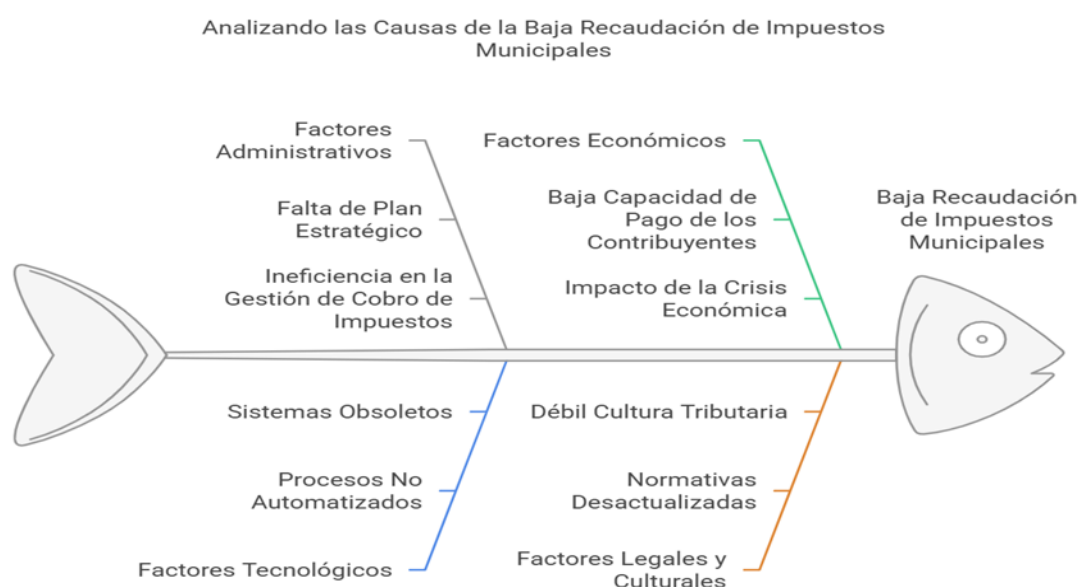 Analizando las Causas de la Baja Recaudación de Impuestos
Municipales
Factores
Administrativos
Falta de Plan
Estratégico
Ineficiencia en la
Gestión de Cobro de
Impuestos
Factores Económicos
Baja Capacidad de
Pago de los
Contribuyentes
Impacto de la Crisis
Económica
Baja Recaudación
de Impuestos
Municipales
Sistemas Obsoletos
Procesos No
Automatizados
Factores Tecnológicos
Débil Cultura Tributaria
Normativas
Desactualizadas
Factores Legales y
Culturales